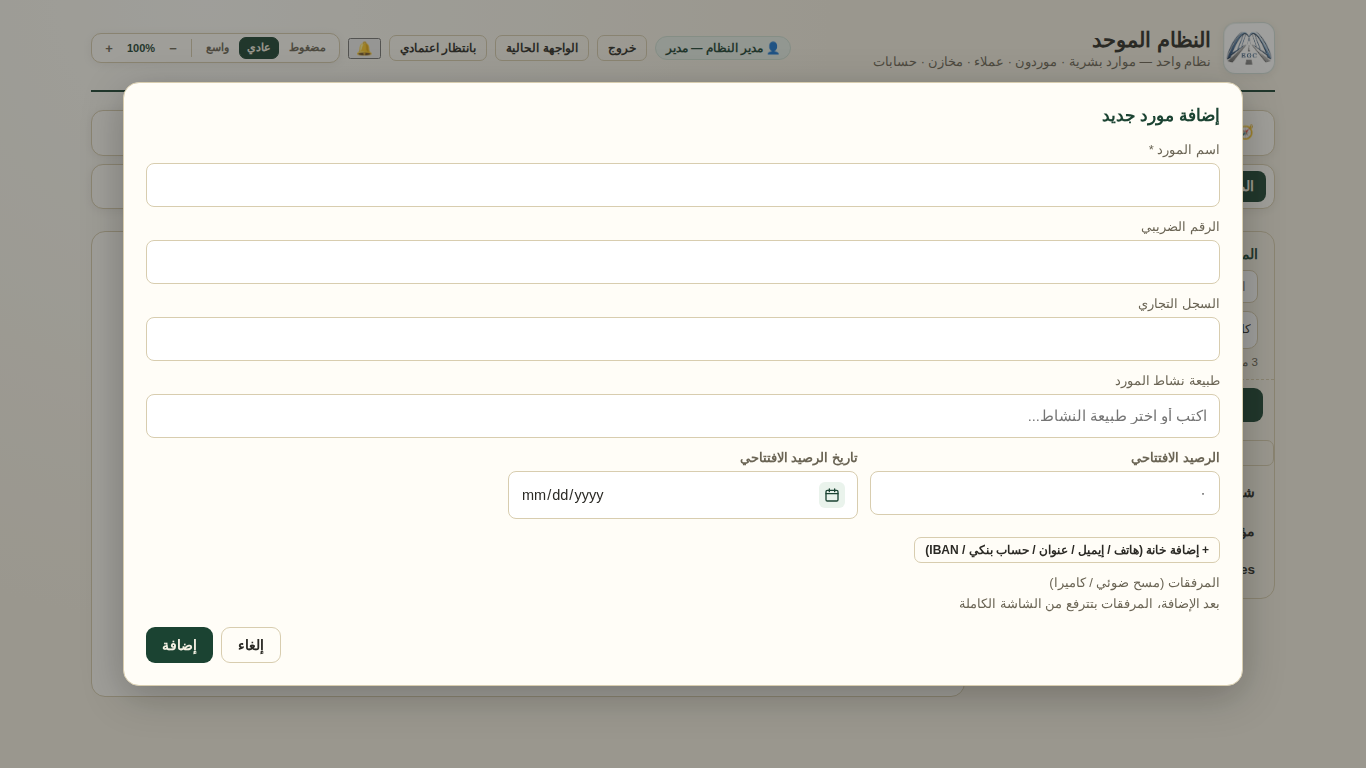 النظام الموحد
نظام واحد — موارد بشرية · موردون · عملاء · مخازن · حسابات
BOC
👤 مدير النظام — مدير
خروج
الواجهة الحالية
بانتظار اعتمادي
🔔
مضغوط
عادي
واسع
−
100%
+
إضافة مورد جديد
اسم المورد *
الرقم الضريبي
السجل التجاري
طبيعة نشاط المورد
اكتب أو اختر طبيعة النشاط...
الرصيد الافتتاحي
٠
تاريخ الرصيد الافتتاحي
mm/dd/yyyy
+ إضافة خانة (هاتف / إيميل / عنوان / حساب بنكي / IBAN)
المرفقات (مسح ضوئي / كاميرا)
بعد الإضافة، المرفقات بتترفع من الشاشة الكاملة
إلغاء
إضافة